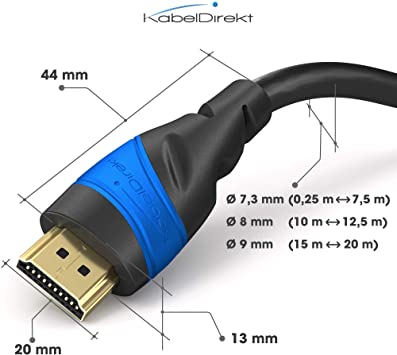 KabelDirekt
44 mm
KabelDirekt
Ø 7,3 mm (0,25 m ↔ 7,5 m)
Ø 8 mm (10 m ↔ 12,5 m)
Ø 9 mm (15 m ↔ 20 m)
20 mm
13 mm